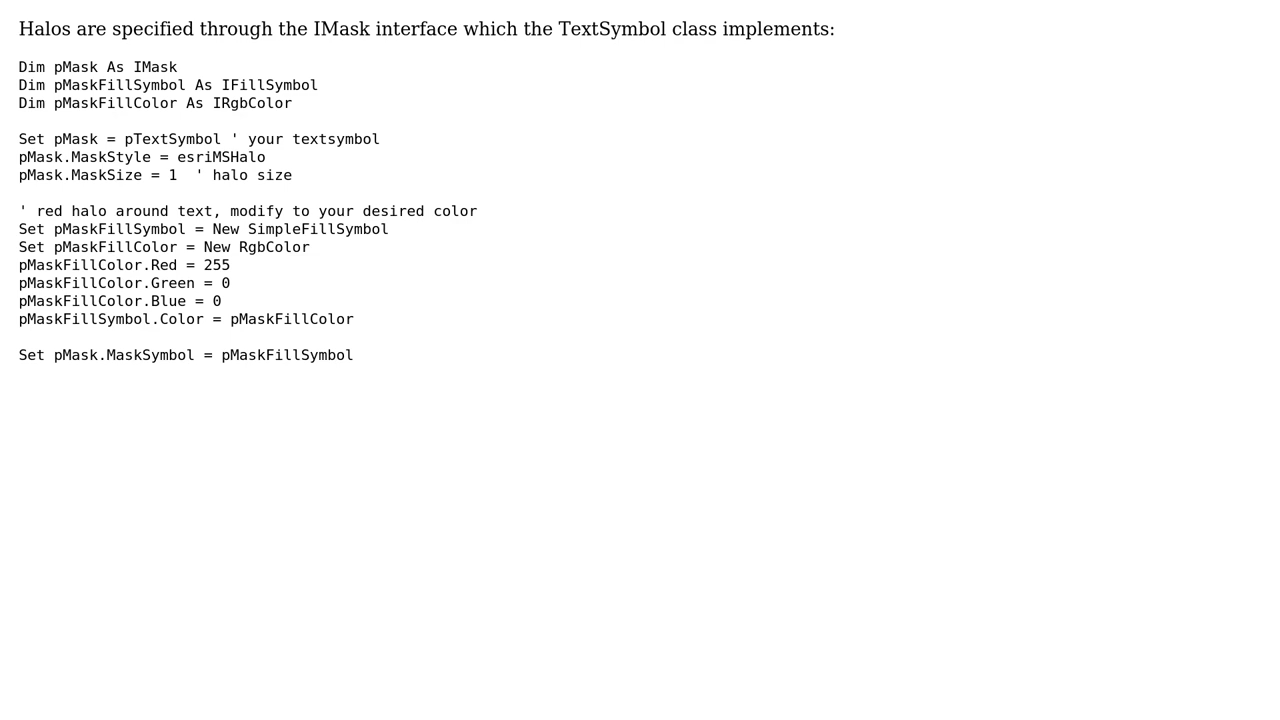 Halos are specified through the IMask interface which the TextSymbol class implements:
Dim pMask As IMask
Dim pMaskFillSymbol As IFillSymbol
Dim pMaskFillColor As IRgbColor
Set pMask = pTextSymbol ' your textsymbol
pMask.MaskStyle = esriMSHalo
pMask.MaskSize = 1  ' halo size
' red halo around text, modify to your desired color
Set pMaskFillSymbol = New SimpleFillSymbol
Set pMaskFillColor = New RgbColor
pMaskFillColor.Red = 255
pMaskFillColor.Green = 0
pMaskFillColor.Blue = 0
pMaskFillSymbol.Color = pMaskFillColor
Set pMask.MaskSymbol = pMaskFillSymbol